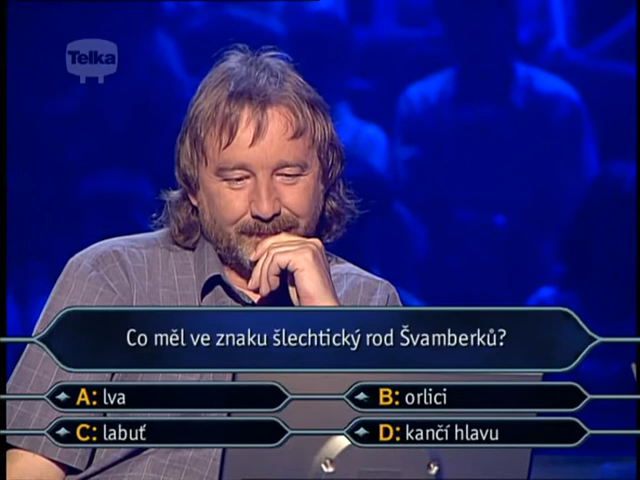 Telka
Co měl ve znaku šlechtický rod Švamberků?
A: lva
B: orlici
C: labuť
D: kančí hlavu